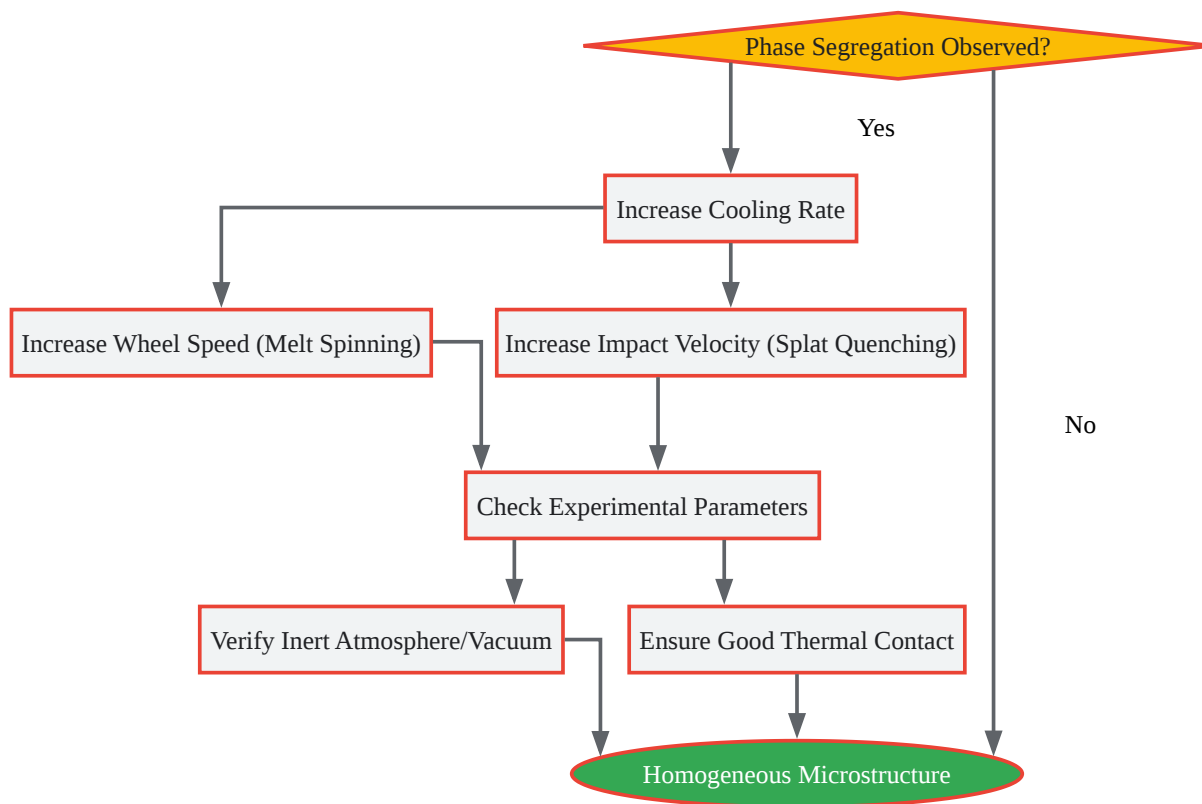 Phase Segregation Observed?
Yes
Increase Cooling Rate
Increase Wheel Speed (Melt Spinning)
Increase Impact Velocity (Splat Quenching)
No
Check Experimental Parameters
Verify Inert Atmosphere/Vacuum
Ensure Good Thermal Contact
Homogeneous Microstructure